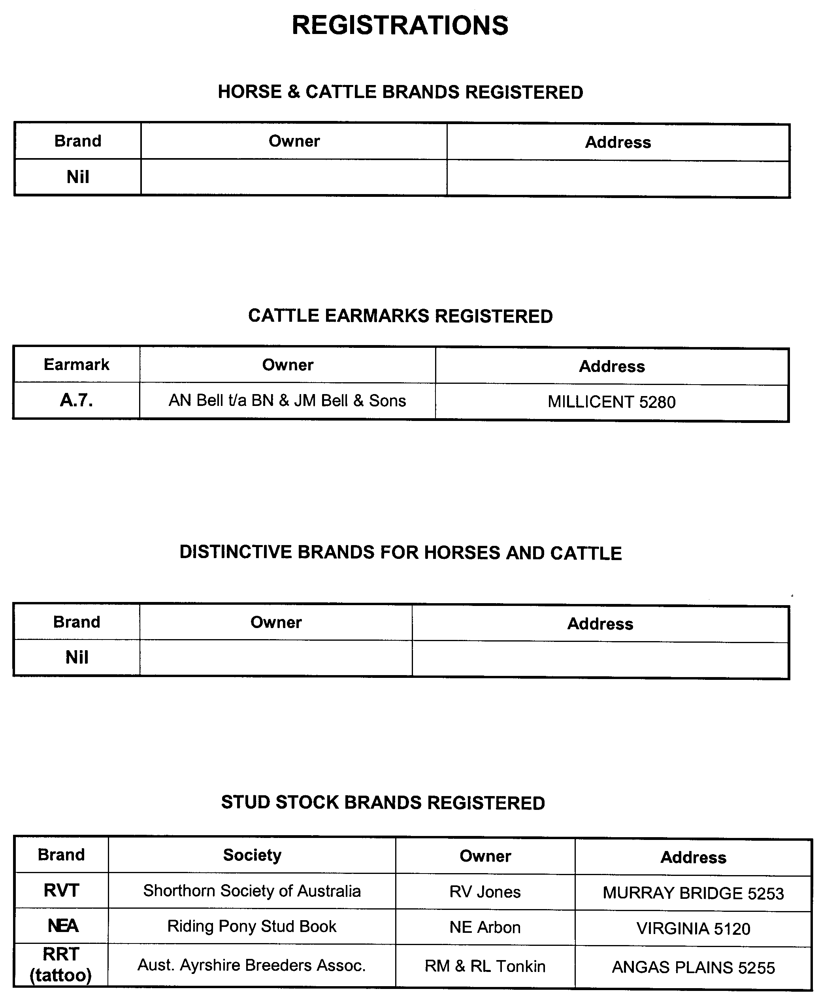 REGISTRATIONS
HORSE & CATTLE BRANDS REGISTERED
Brand Owner Address
Nil
CATTLE EARMARKS REGISTERED
Earmark Owner Address
A.7. AN Bell t/a BN & JM Bell & Sons MILLICENT 5280
DISTINCTIVE BRANDS FOR HORSES AND CATTLE
Brand Owner Address
Nil
STUD STOCK BRANDS REGISTERED
Brand Society Owner Address
RVT Shorthorn Society of Australia RV Jones MURRAY BRIDGE 5253
NEA Riding Pony Stud Book NE Arbon VIRGINIA 5120
RRT
(tattoo) Aust. Ayrshire Breeders Assoc. RM & RL Tonkin ANGAS PLAINS 5255